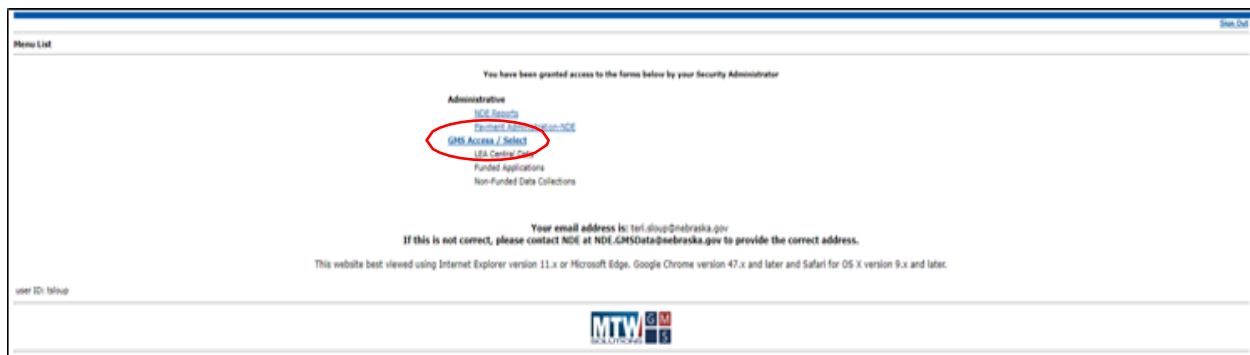 Sign Out
Menu List
You have been granted access to the forms below by your Security Administrator
Administrative
NDE Reports
Payment Administration-NDE
GMS Access / Select
LEA Central Data
Funded Applications
Non-Funded Data Collections
Your email address is: teri.sloup@nebraska.gov
If this is not correct, please contact NDE at NDE.GMSData@nebraska.gov to provide the correct address.
This website best viewed using Internet Explorer version 11.x or Microsoft Edge. Google Chrome version 47.x and later and Safari for OS X version 9.x and later.
user ID: tsloup
MTW GM
SOLUTIONS S